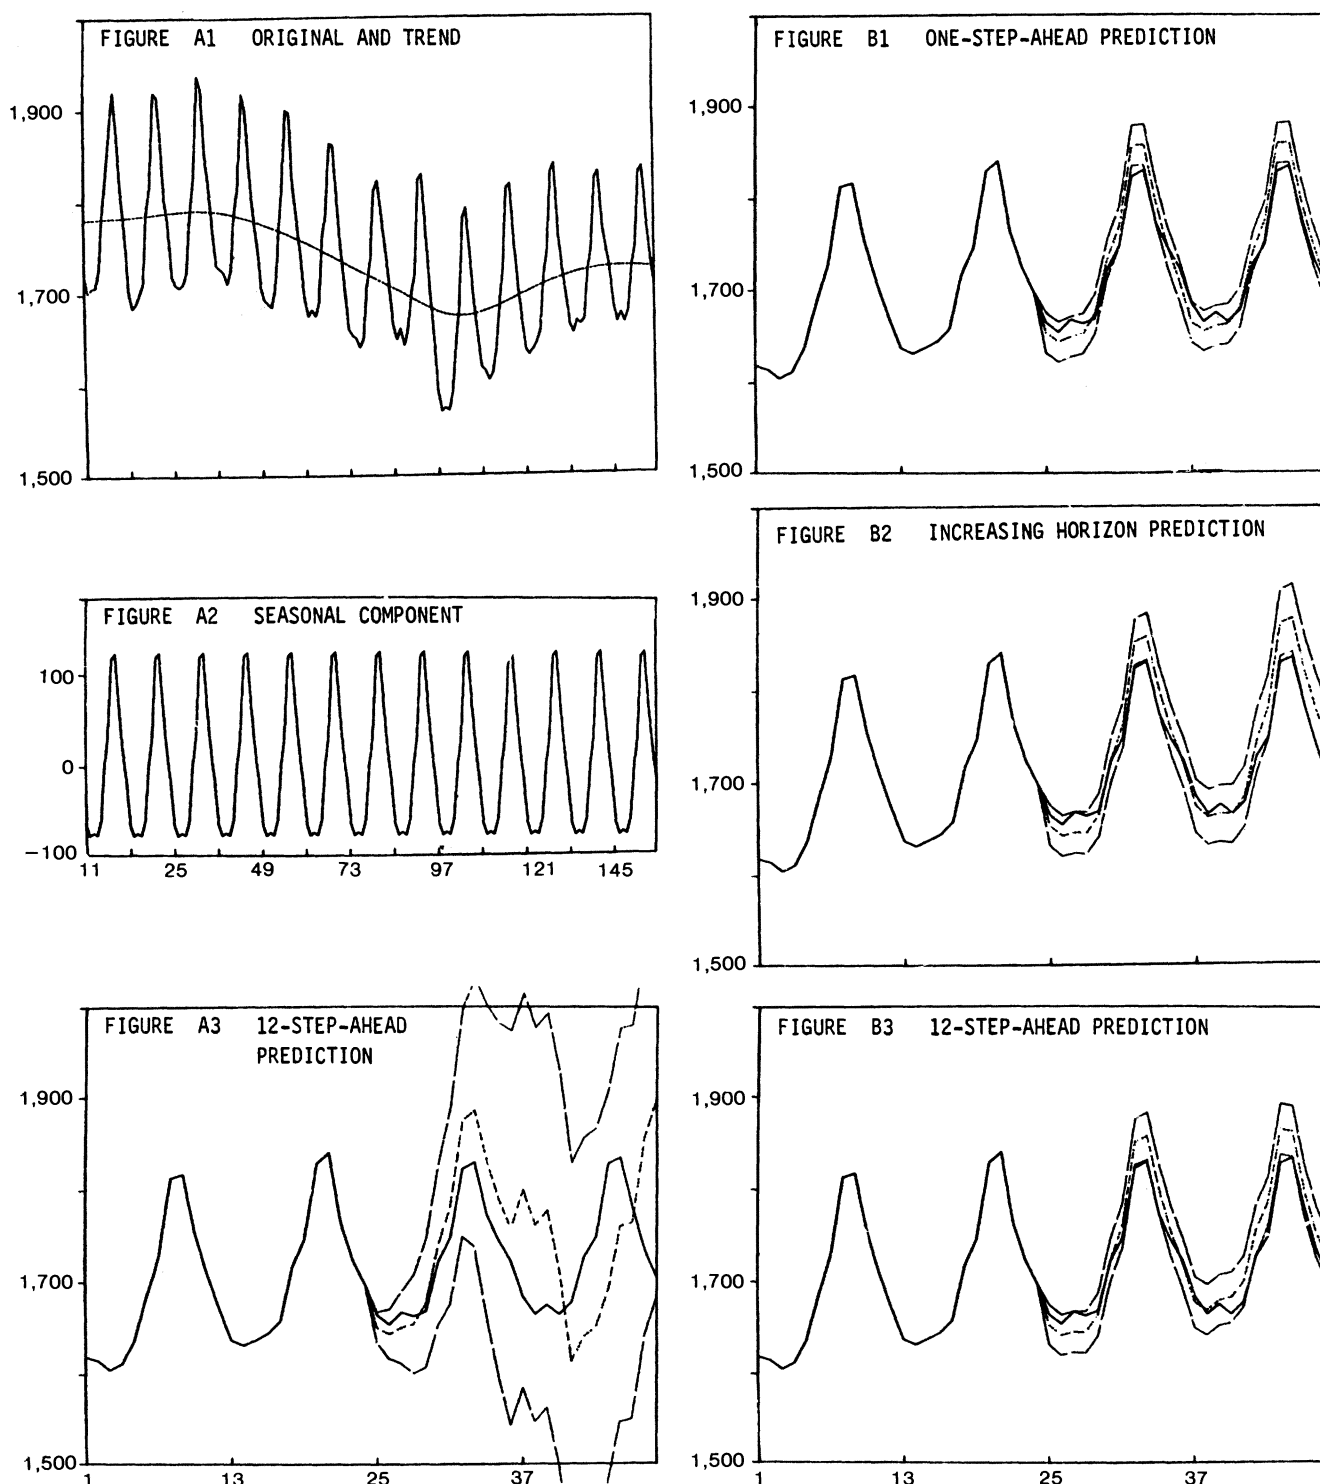 FIGURE A1 ORIGINAL AND TREND
1,900
1,700
1,500
FIGURE A2 SEASONAL COMPONENT
100
0
−100
11 25 49 73 97 121 145
FIGURE A3 12-STEP-AHEAD
PREDICTION
1,900
1,700
1,500
1 13 25 37
FIGURE B1 ONE-STEP-AHEAD PREDICTION
1,900
1,700
1,500
FIGURE B2 INCREASING HORIZON PREDICTION
1,900
1,700
1,500
FIGURE B3 12-STEP-AHEAD PREDICTION
1,900
1,700
1,500
1 13 25 37